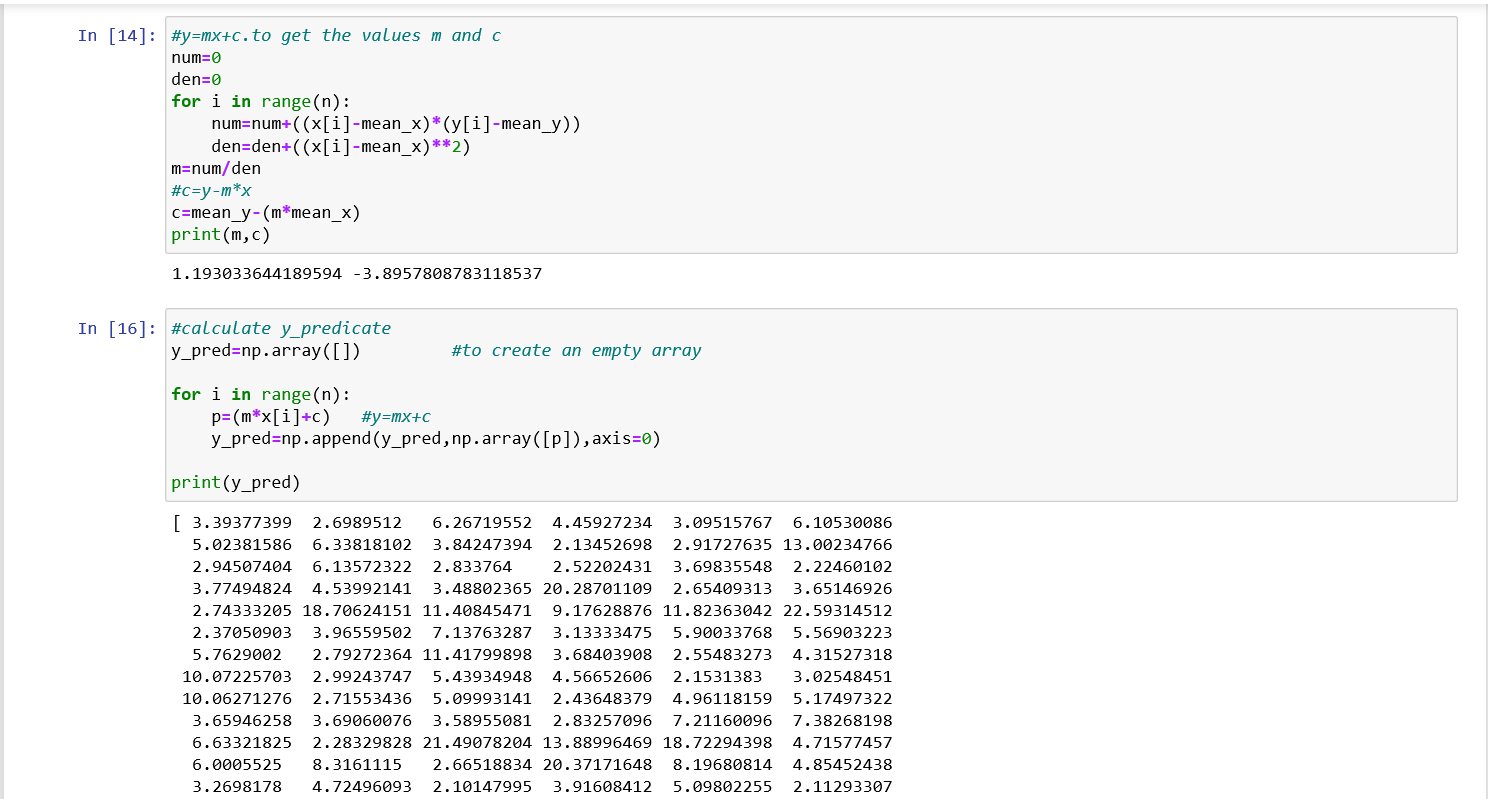 In [14]: #y=mx+c.to get the values m and c
num=0
den=0
for i in range(n):
    num=num+((x[i]-mean_x)*(y[i]-mean_y))
    den=den+((x[i]-mean_x)**2)
m=num/den
#c=y-m*x
c=mean_y-(m*mean_x)
print(m,c)
1.193033644189594 -3.8957808783118537
In [16]: #calculate y_predicate
y_pred=np.array([])         #to create an empty array
for i in range(n):
    p=(m*x[i]+c)   #y=mx+c
    y_pred=np.append(y_pred,np.array([p]),axis=0)
print(y_pred)
[ 3.39377399  2.6989512   6.26719552  4.45927234  3.09515767  6.10530086
  5.02381586  6.33818102  3.84247394  2.13452698  2.91727635 13.00234766
  2.94507404  6.13572322  2.833764    2.52202431  3.69835548  2.22460102
  3.77494824  4.53992141  3.48802365 20.28701109  2.65409313  3.65146926
  2.74333205 18.70624151 11.40845471  9.17628876 11.82363042 22.59314512
  2.37050903  3.96559502  7.13763287  3.13333475  5.90033768  5.56903223
  5.7629002   2.79272364 11.41799898  3.68403908  2.55483273  4.31527318
 10.07225703  2.99243747  5.43934948  4.56652606  2.1531383   3.02548451
 10.06271276  2.71553436  5.09993141  2.43648379  4.96118159  5.17497322
  3.65946258  3.69060076  3.58955081  2.83257096  7.21160096  7.38268198
  6.63321825  2.28329828 21.49078204 13.88996469 18.72294398  4.71577457
  6.0005525   8.3161115   2.66518834 20.37171648  8.19680814  4.85452438
  3.2698178   4.72496093  2.10147995  3.91608412  5.09802255  2.11293307